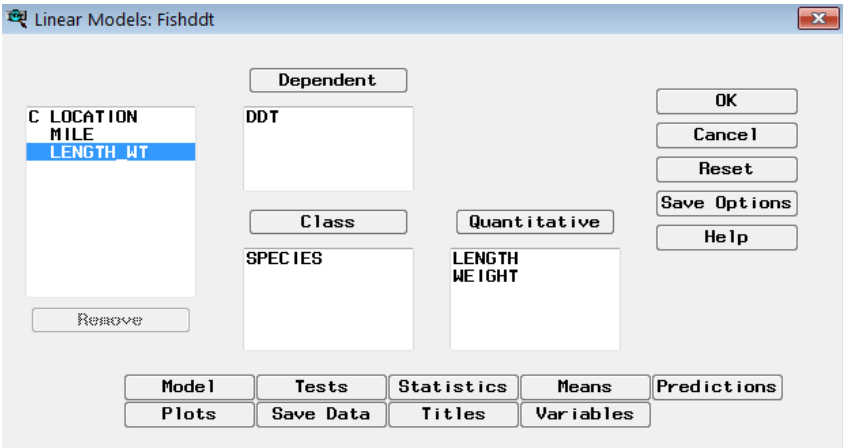 Linear Models: Fishddt
Dependent
C LOCATION
MILE
LENGTH_WT
DDT
OK
Cancel
Reset
Save Options
Help
Class
Quantitative
SPECIES
LENGTH
WEIGHT
Remove
Model
Tests
Statistics
Means
Predictions
Plots
Save Data
Titles
Variables